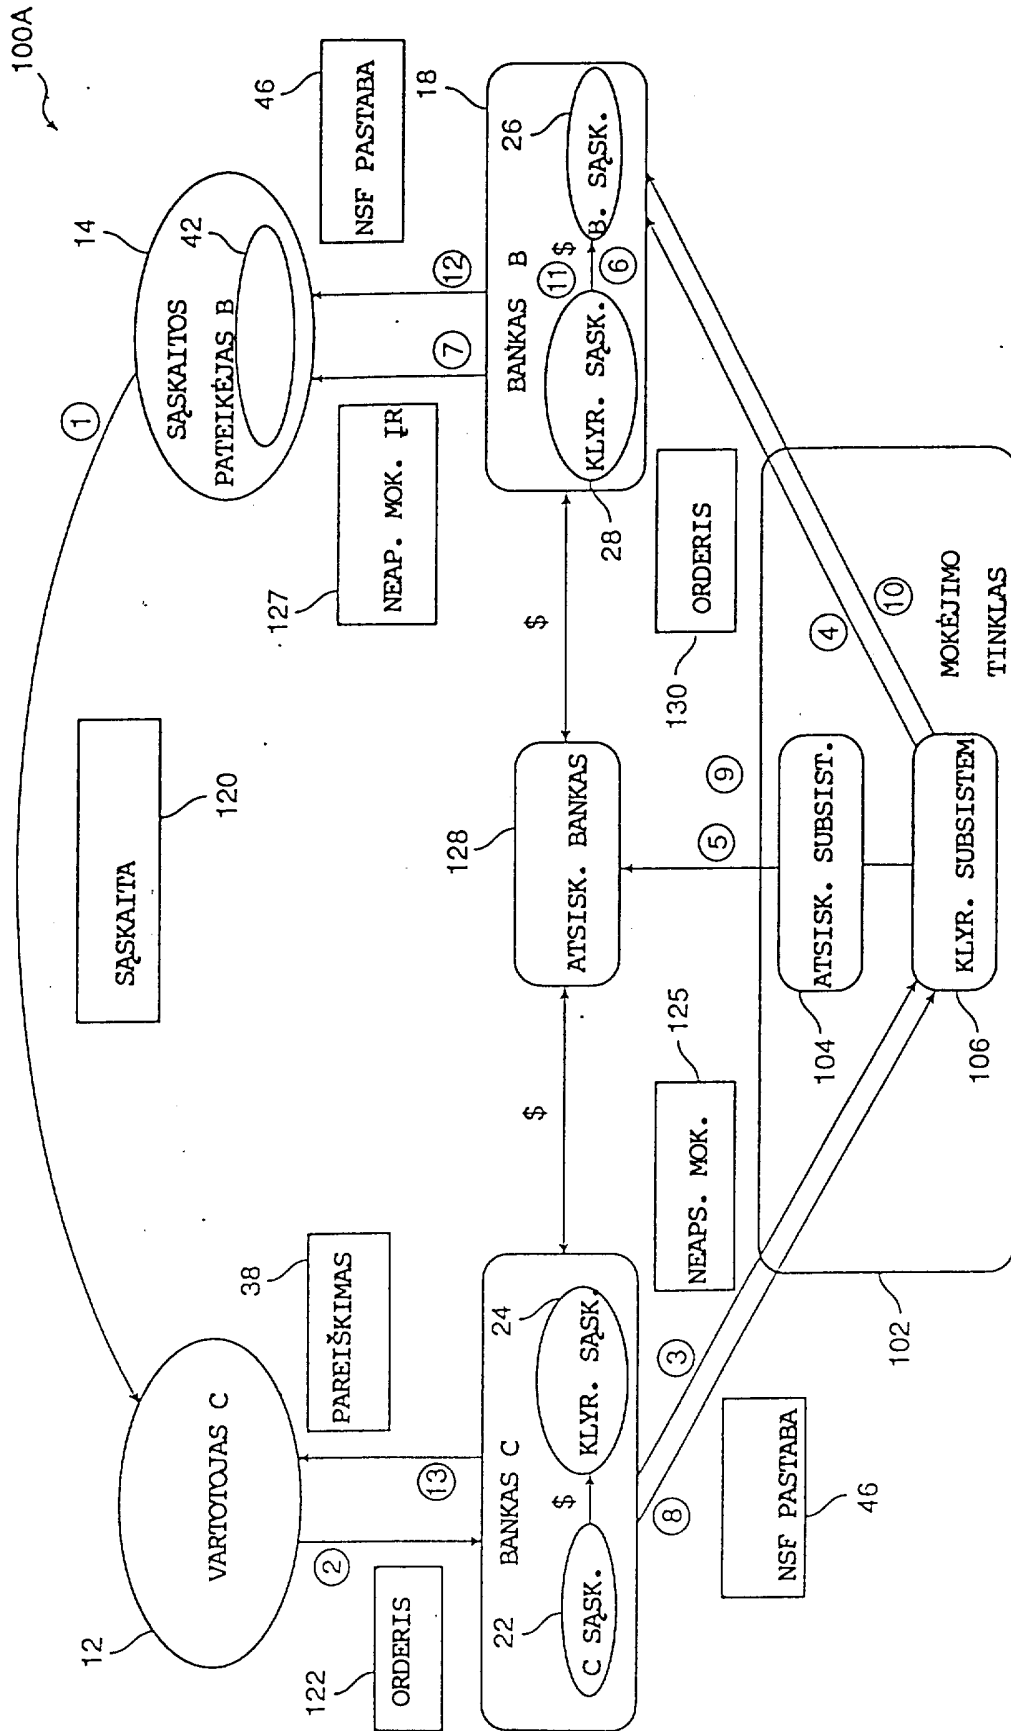 100A
1
SĄSKAITA
120
12
VARTOTOJAS C
14
SĄSKAITOS
PATEIKĖJAS B
42
122
ORDERIS
2
13
PAREIŠKIMAS
38
127
NEAP. MOK. ĮR
7
12
NSF PASTABA
46
BANKAS C
22
C SĄSK.
$
KLYR. SĄSK.
24
$
128
ATSISK. BANKAS
$
BANKAS B
18
28
KLYR. SĄSK.
11
$
6
B. SĄSK.
26
8
3
NEAPS. MOK.
125
5
9
130
ORDERIS
NSF PASTABA
46
102
104
ATSISK. SUBSIST.
106
KLYR. SUBSISTEM
4
10
MOKĖJIMO
TINKLAS